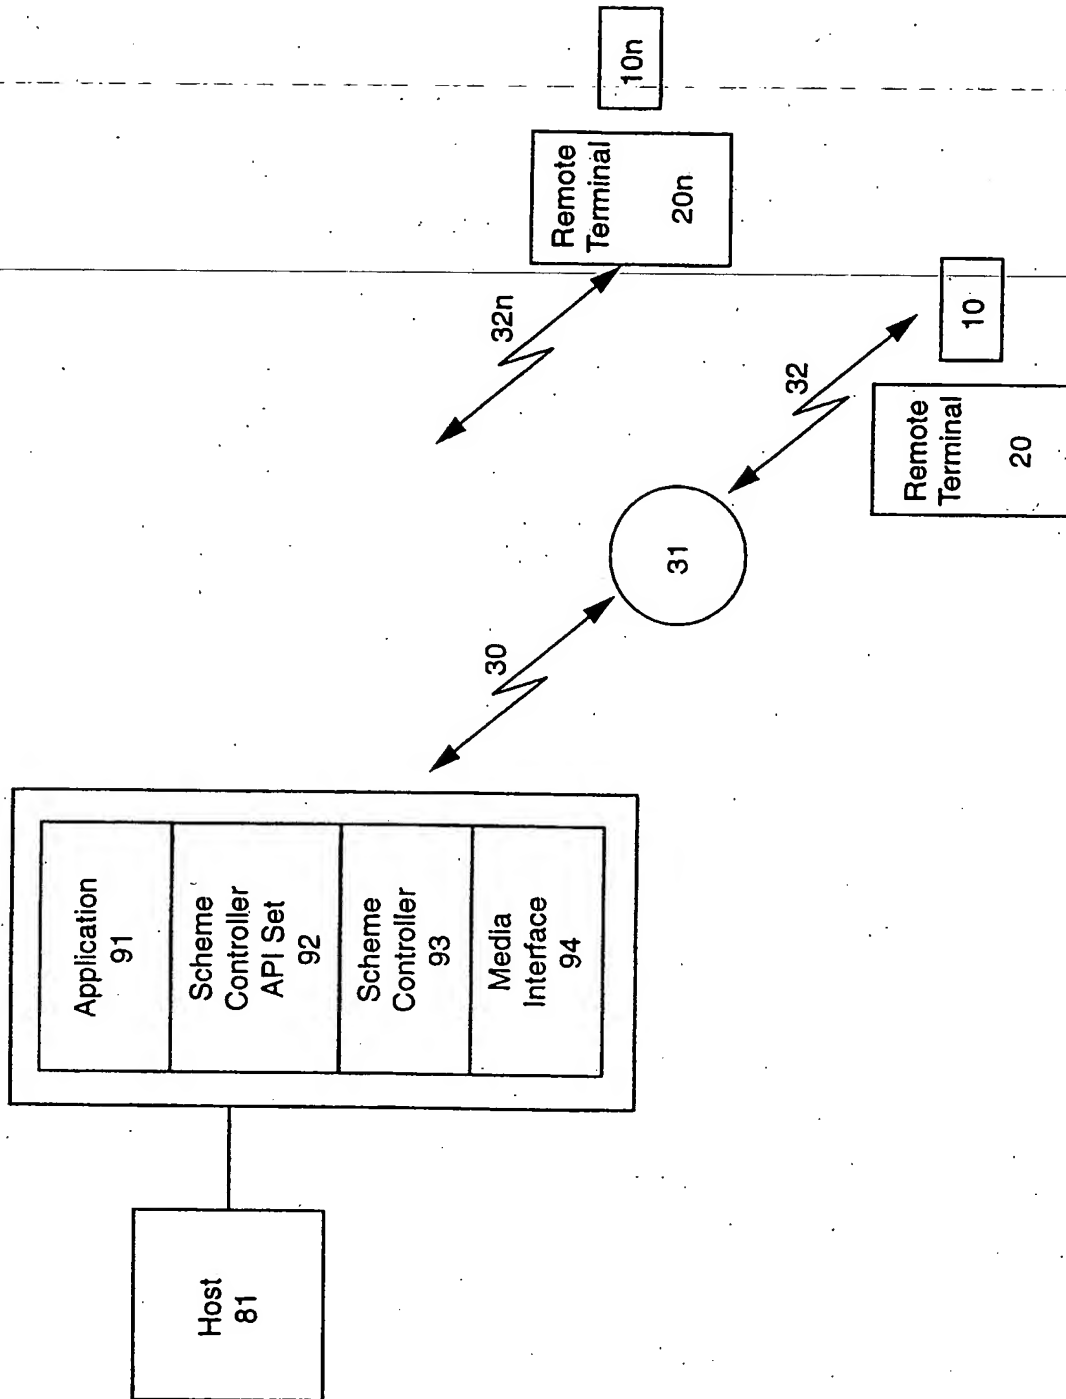 Host
81
Application
91
Scheme
Controller
API Set
92
Scheme
Controller
93
Media
Interface
94
30
31
32
32n
Remote
Terminal
20
10
Remote
Terminal
20n
10n